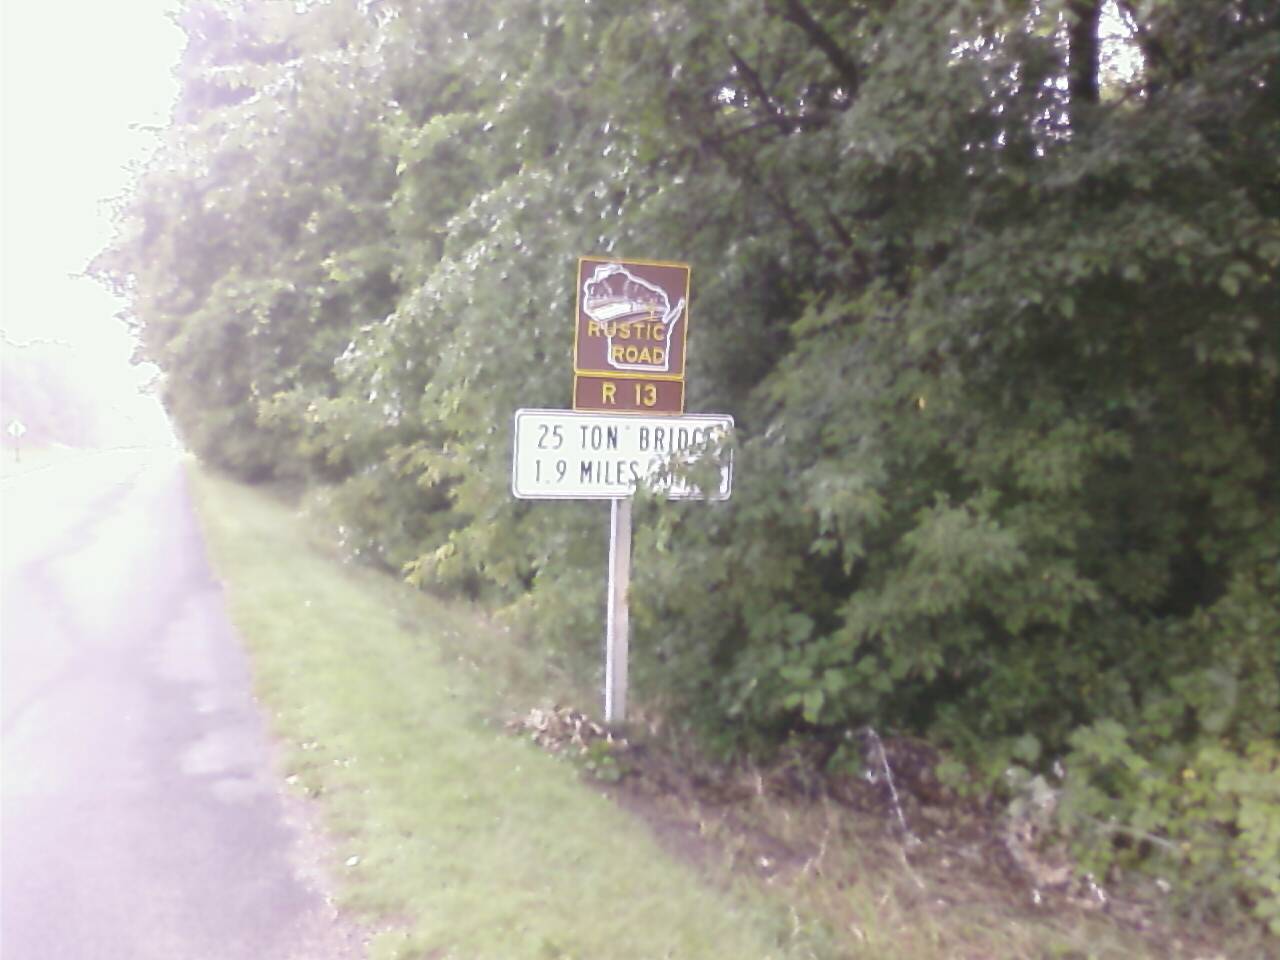 RUSTIC
ROAD
R 13
25 TON BRIDGE
1.9 MILES